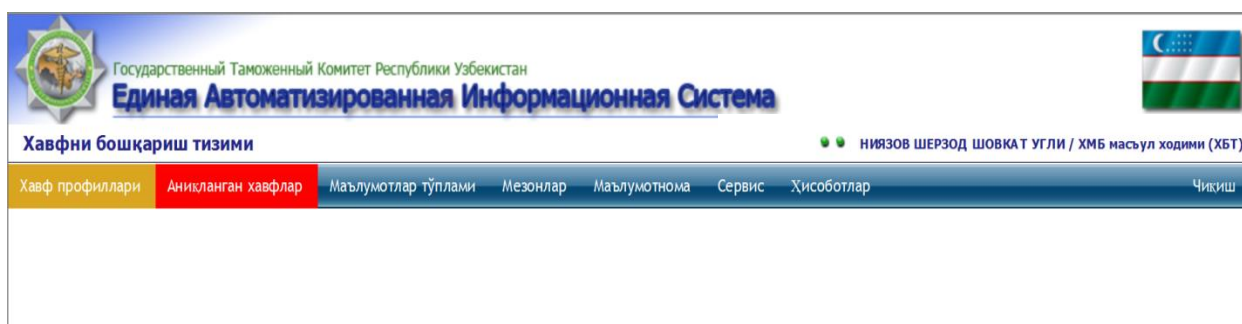 Государственный Таможенный Комитет Республики Узбекистан
Единая Автоматизированная Информационная Система
Хавфни бошқариш тизими
НИЯЗОВ ШЕРЗОД ШОВКАТ УГЛИ / ХМБ масъул ходими (ХБТ)
Хавф профиллари Аниқланган хавфлар Маълумотлар тўплами Мезонлар Маълумотнома Сервис Ҳисоботлар Чиқиш